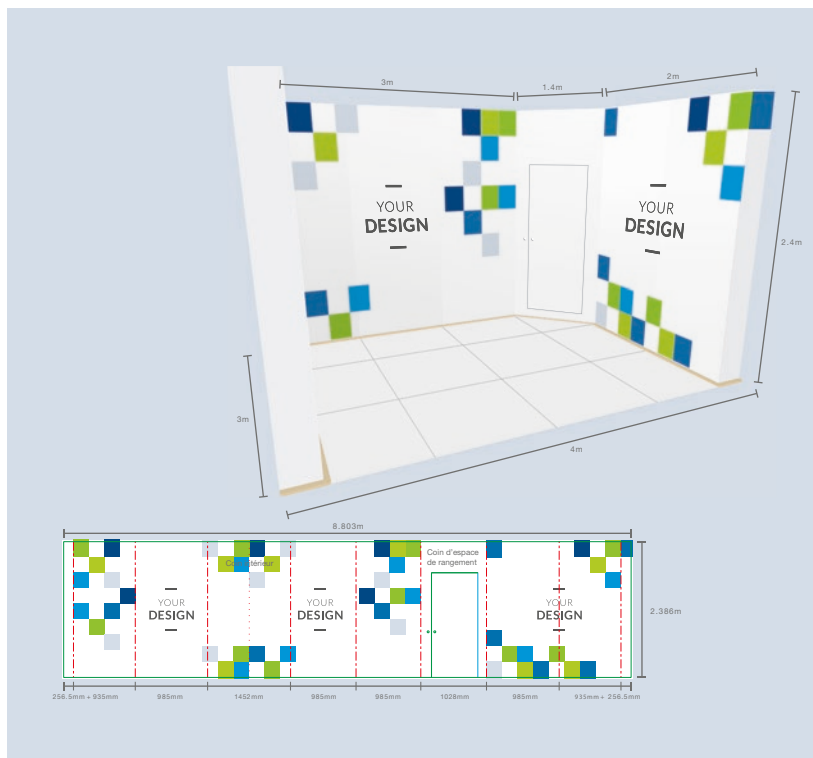 3m
1.4m
2m
YOUR
DESIGN
YOUR
DESIGN
2.4m
3m
4m
8.803m
Coin d'espace
de rangement
YOUR
DESIGN
YOUR
DESIGN
YOUR
DESIGN
2.386m
256.5mm + 935mm
985mm
1452mm
985mm
985mm
1028mm
985mm
935mm + 256.5mm